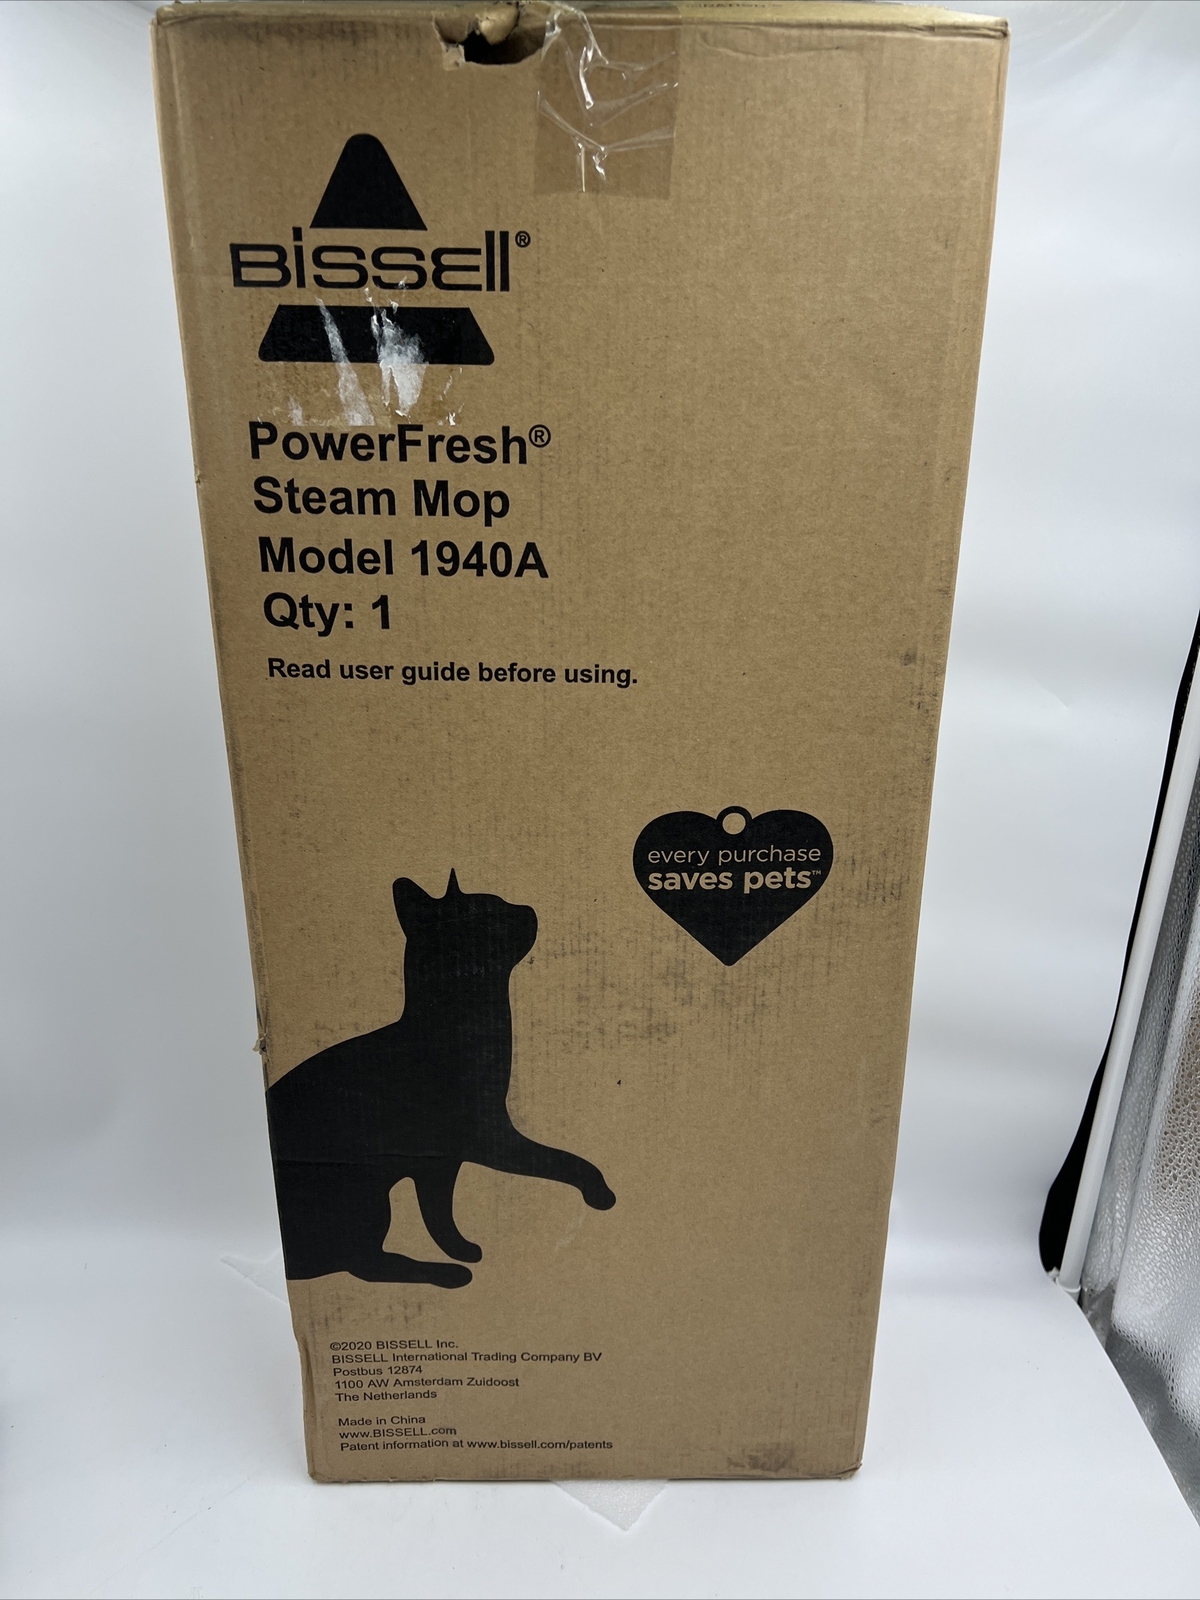 BISSELL®
PowerFresh®
Steam Mop
Model 1940A
Qty: 1
Read user guide before using.
every purchase
saves pets™
©2020 BISSELL Inc.
BISSELL International Trading Company BV
Postbus 12874
1100 AW Amsterdam Zuidoost
The Netherlands
Made in China
www.BISSELL.com
Patent information at www.bissell.com/patents